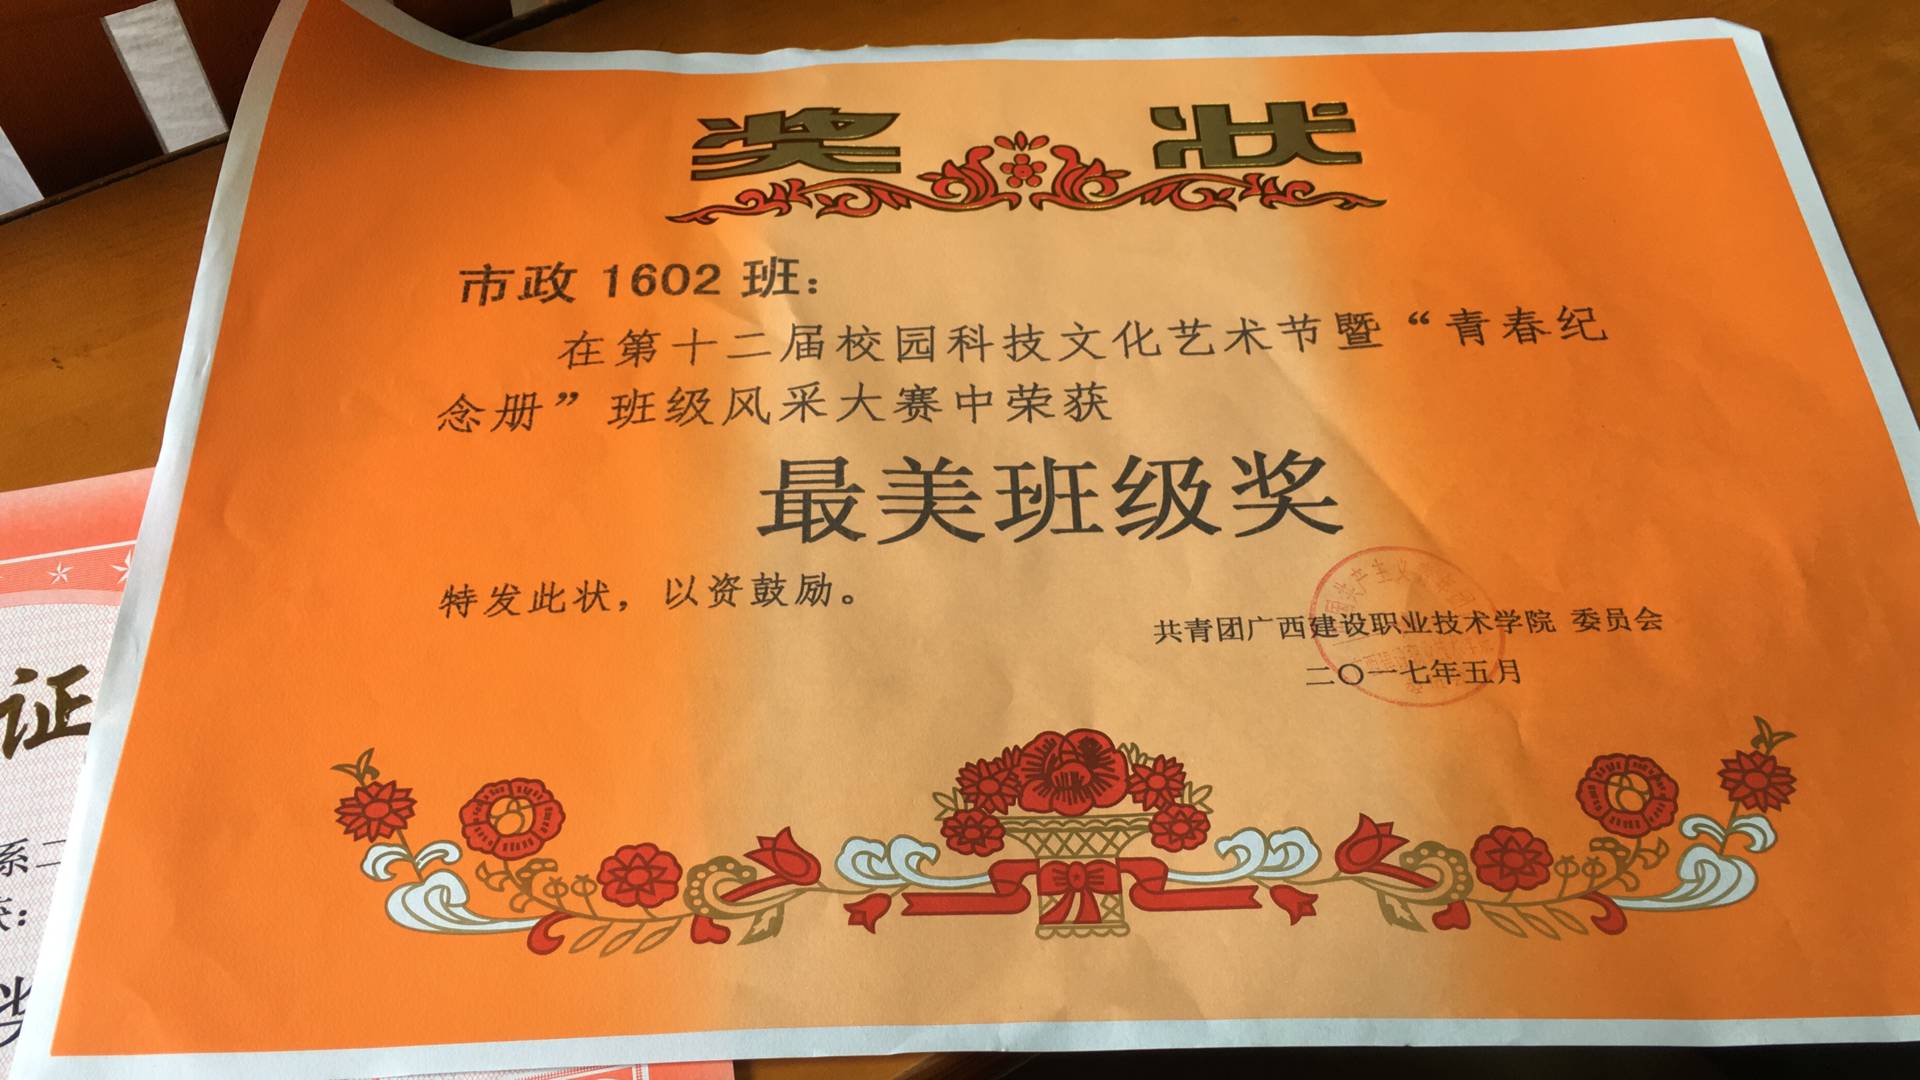 奖 状
市政 1602 班：
在第十二届校园科技文化艺术节暨“青春纪
念册”班级风采大赛中荣获
最美班级奖
特发此状，以资鼓励。
共青团广西建设职业技术学院 委员会
二〇一七年五月
证
系二